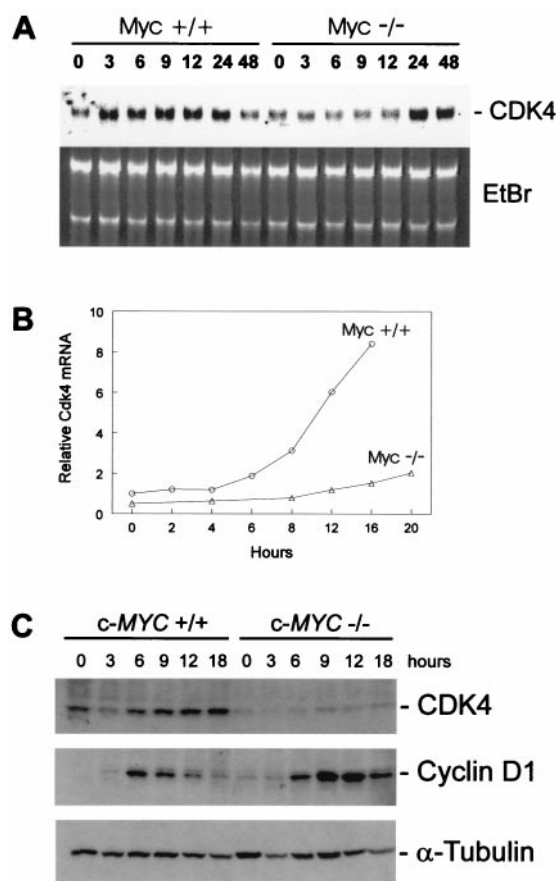 A
Myc +/+ Myc -/-
0 3 6 9 12 24 48 0 3 6 9 12 24 48
- CDK4
EtBr
B
Relative Cdk4 mRNA
10
8
6
4
2
0
Myc +/+
Myc -/-
0 2 4 6 8 12 16 20
Hours
C
c-MYC +/+ c-MYC -/-
0 3 6 9 12 18 0 3 6 9 12 18 hours
- CDK4
- Cyclin D1
- α-Tubulin